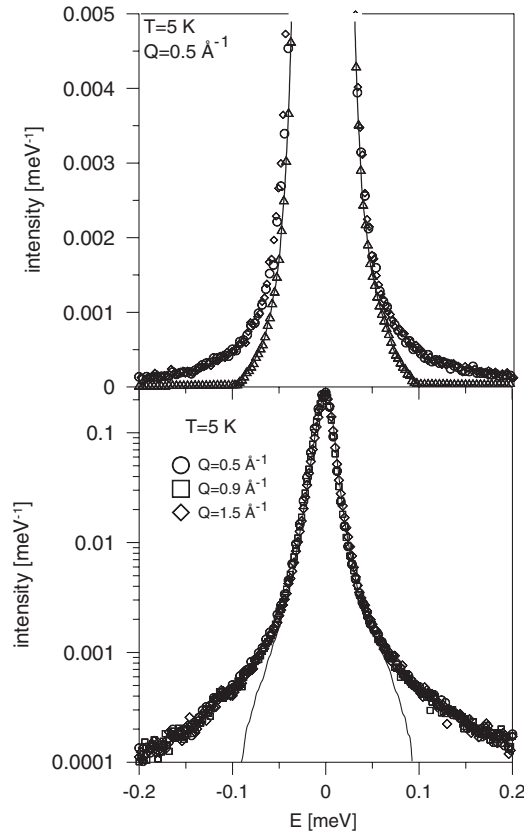 T=5 K
Q=0.5 Å-1
0.005
0.004
0.003
0.002
0.001
0
intensity [meV-1]
T=5 K
Q=0.5 Å-1
Q=0.9 Å-1
Q=1.5 Å-1
0.1
0.01
0.001
0.0001
intensity [meV-1]
-0.2
-0.1
0
0.1
0.2
E [meV]